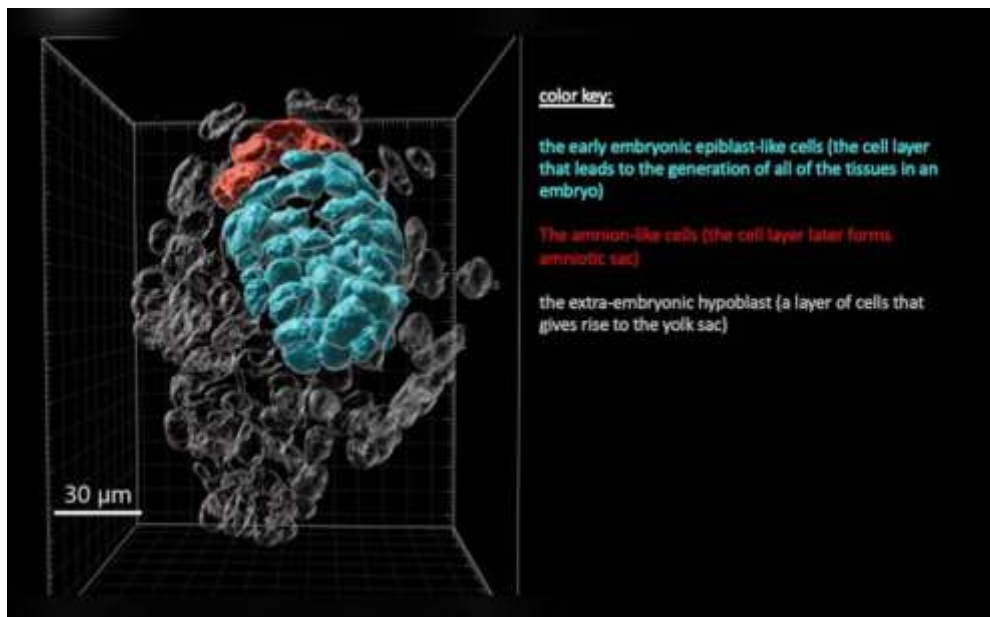 color key:
the early embryonic epiblast-like cells (the cell layer
that leads to the generation of all of the tissues in an
embryo)
The amnion-like cells (the cell layer later forms
amniotic sac)
the extra-embryonic hypoblast (a layer of cells that
gives rise to the yolk sac)
30 µm